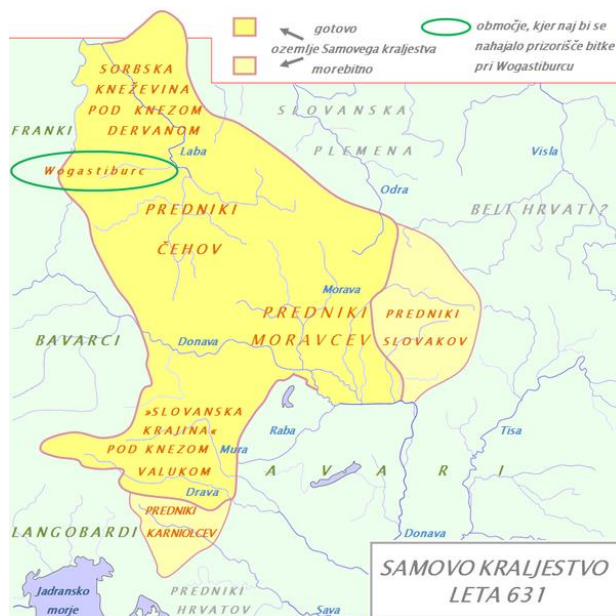 gotovo
ozemlje Samovega kraljestva
morebitno
območje, kjer naj bi se
nahajalo prizorišče bitke
pri Wogastiburcu
SORBSKA
KNEŽEVINA
POD KNEZOM
DERVANOM
SLOVANSKA
PLEMENA
FRANKI
Laba
Visla
Wogastiburc
Odra
PREDNIKI
ČEHOV
BELI HRVATI?
Morava
PREDNIKI
MORAVCEV
PREDNIKI
SLOVAKOV
BAVARCI
Donava
»SLOVANSKA
KRAJINA«
POD KNEZOM
VALUKOM
Raba
Mura
Tisa
AVARI
Drava
PREDNIKI
KARNIOLCEV
LANGOBARDI
Donava
Jadransko
morje
PREDNIKI
HRVATOV
Sava
SAMOVO KRALJESTVO
LETA 631